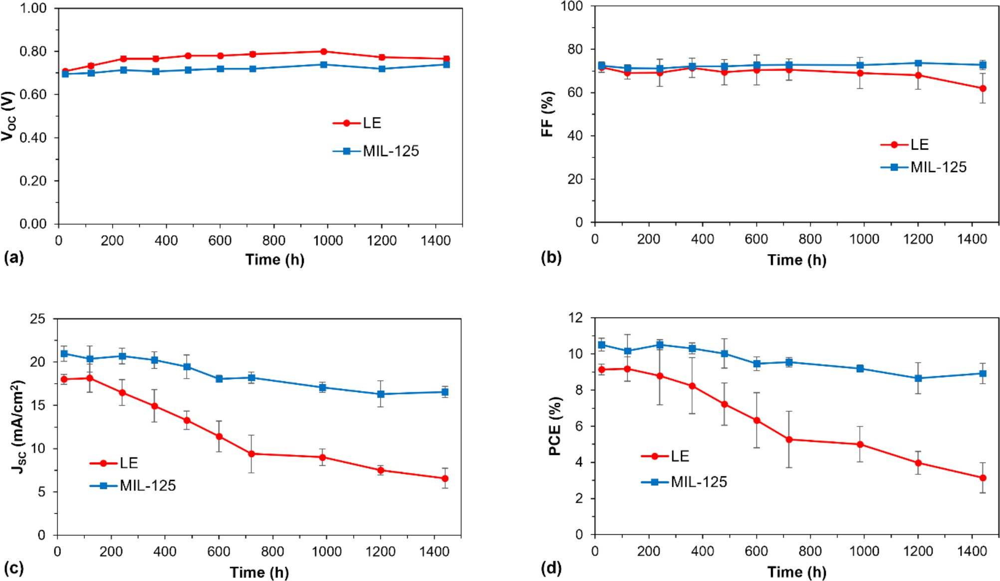 1.00
0.80
0.60
0.40
0.20
0.00
V_OC (V)
LE
MIL-125
0 200 400 600 800 1000 1200 1400
Time (h)
(a)
100
80
60
40
20
0
FF (%)
LE
MIL-125
0 200 400 600 800 1000 1200 1400
Time (h)
(b)
25
20
15
10
5
0
J_SC (mA/cm²)
LE
MIL-125
0 200 400 600 800 1000 1200 1400
Time (h)
(c)
12
10
8
6
4
2
0
PCE (%)
LE
MIL-125
0 200 400 600 800 1000 1200 1400
Time (h)
(d)